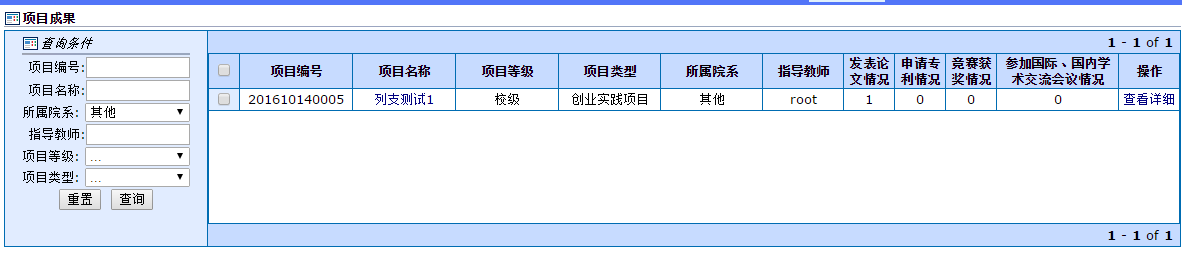 项目成果
查询条件
项目编号:
项目名称:
所属院系: 其他
指导教师:
项目等级: ...
项目类型: ...
重置 查询
1 - 1 of 1
项目编号 项目名称 项目等级 项目类型 所属院系 指导教师 发表论文情况 申请专利情况 竞赛获奖情况 参加国际、国内学术交流会议情况 操作
201610140005 列支测试1 校级 创业实践项目 其他 root 1 0 0 0 查看详细
1 - 1 of 1